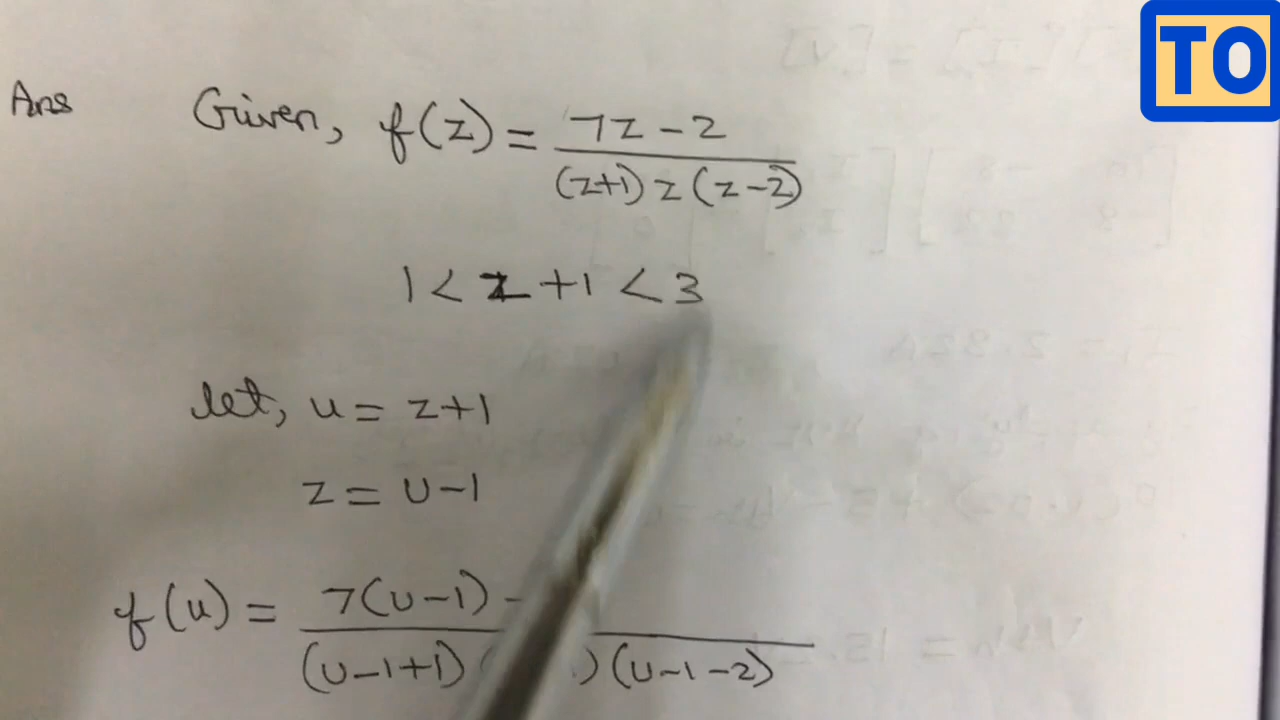 TO
Ans Given, f(z) = 7z - 2 / (z+1) z (z-2)
1 < z + 1 < 3
let, u = z+1
z = u-1
f(u) = 7(u-1) - / (u-1+1) ( ) (u-1-2)